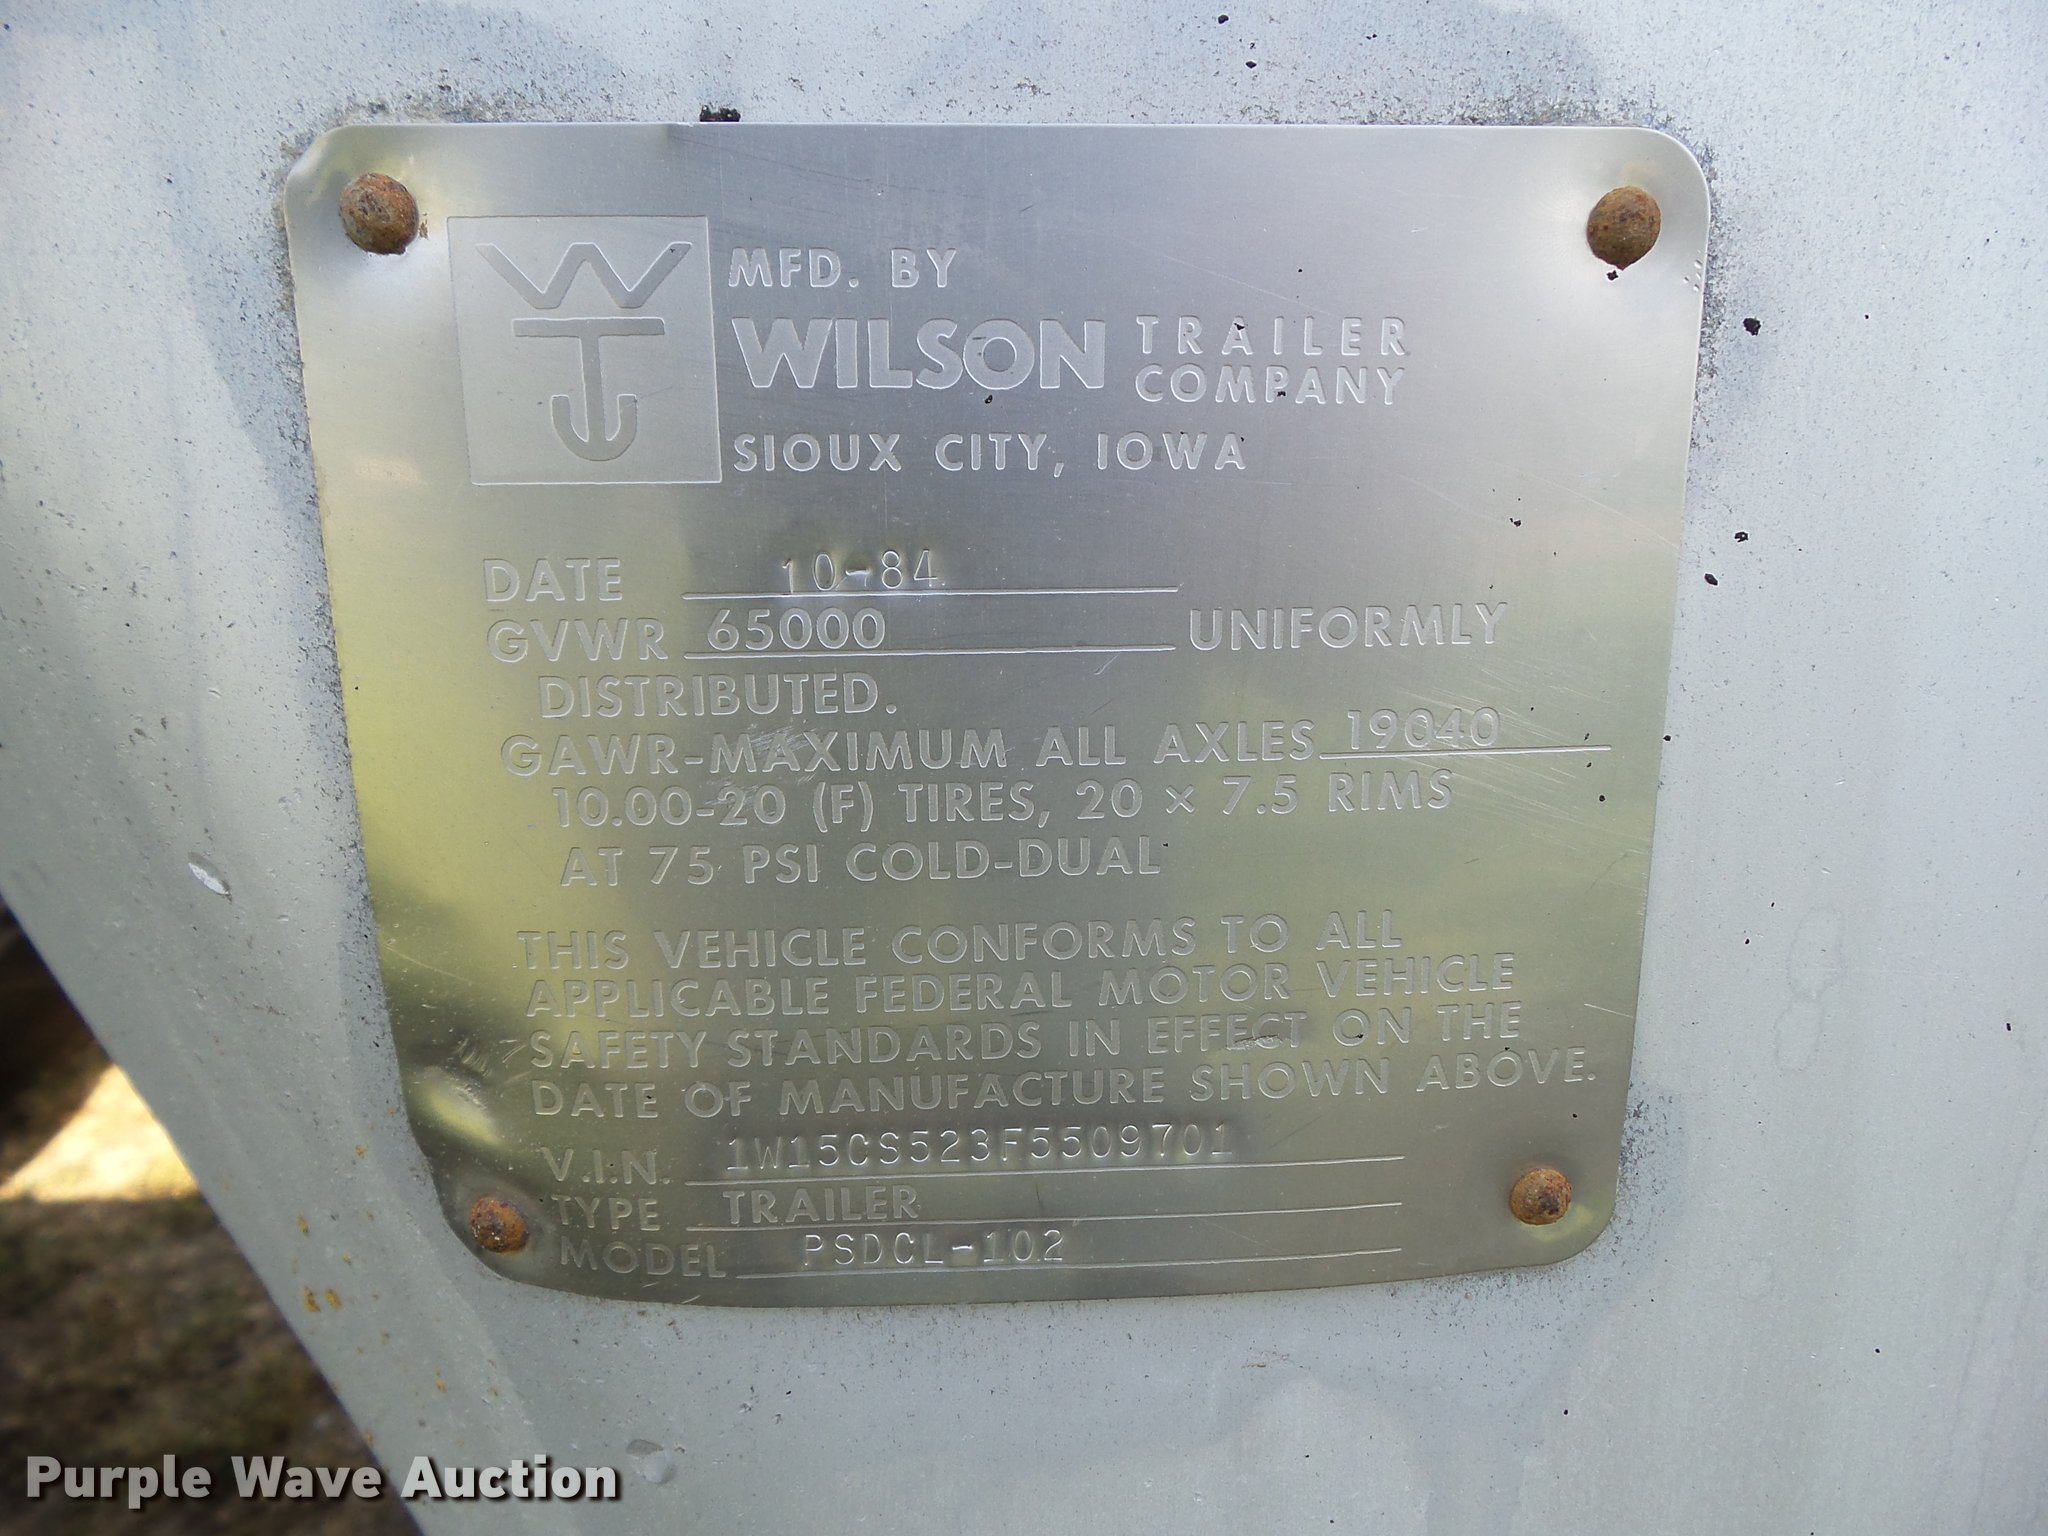 WTJ
MFD. BY
WILSON TRAILER COMPANY
SIOUX CITY, IOWA
DATE 10-84
GVWR 65000 UNIFORMLY
DISTRIBUTED.
GAWR-MAXIMUM ALL AXLES 19040
10.00-20 (F) TIRES, 20 × 7.5 RIMS
AT 75 PSI COLD-DUAL
THIS VEHICLE CONFORMS TO ALL
APPLICABLE FEDERAL MOTOR VEHICLE
SAFETY STANDARDS IN EFFECT ON THE
DATE OF MANUFACTURE SHOWN ABOVE.
V.I.N. 1W15CS523F5509701
TYPE TRAILER
MODEL PSDCL-102
Purple Wave Auction